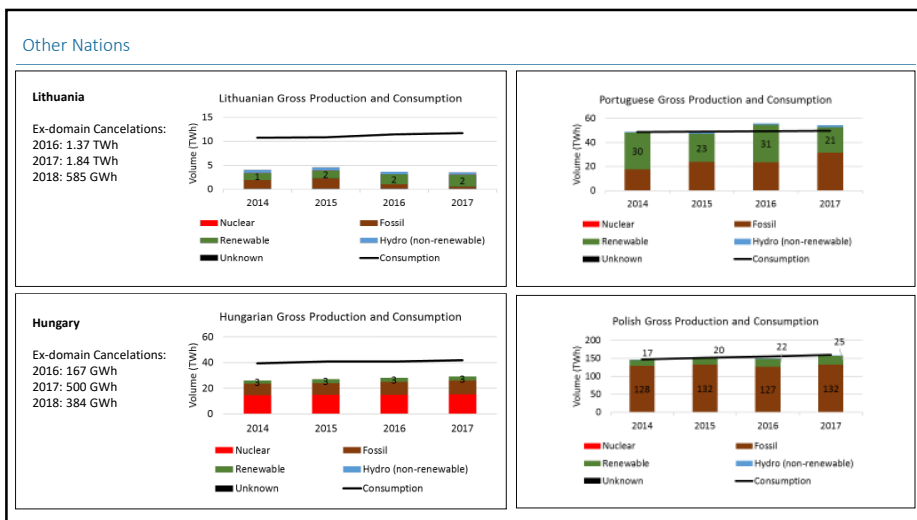 Other Nations
Lithuania
Ex-domain Cancelations:
2016: 1.37 TWh
2017: 1.84 TWh
2018: 585 GWh
Lithuanian Gross Production and Consumption
Volume (TWh)
15
10
5
0
1
2
2
2
2014 2015 2016 2017
Nuclear Fossil
Renewable Hydro (non-renewable)
Unknown Consumption
Portuguese Gross Production and Consumption
Volume (TWh)
60
40
20
0
30
23
31
21
2014 2015 2016 2017
Nuclear Fossil
Renewable Hydro (non-renewable)
Unknown Consumption
Hungary
Ex-domain Cancelations:
2016: 167 GWh
2017: 500 GWh
2018: 384 GWh
Hungarian Gross Production and Consumption
Volume (TWh)
60
40
20
0
3
3
3
3
2014 2015 2016 2017
Nuclear Fossil
Renewable Hydro (non-renewable)
Unknown Consumption
Polish Gross Production and Consumption
Volume (TWh)
200
150
100
50
0
17 20 22 25
128 132 127 132
2014 2015 2016 2017
Nuclear Fossil
Renewable Hydro (non-renewable)
Unknown Consumption